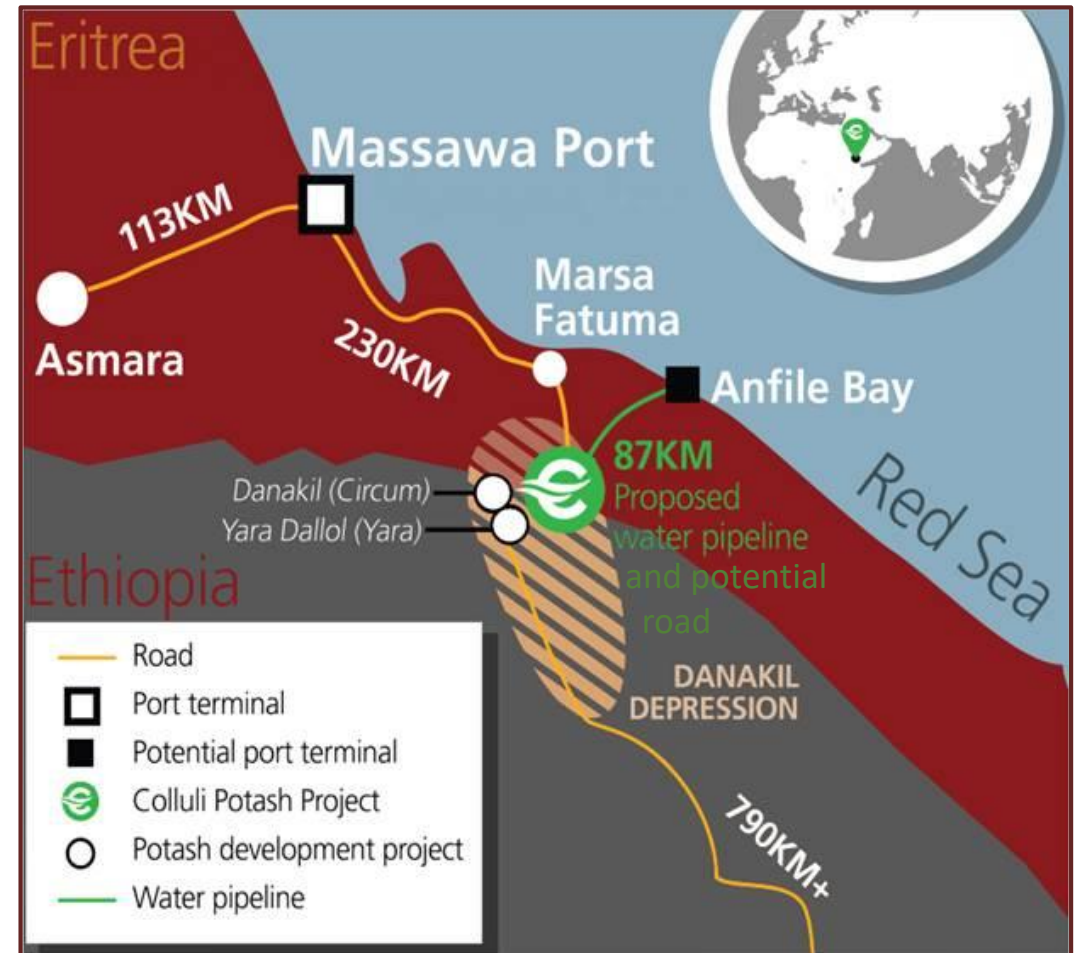 Eritrea
Massawa Port
113KM
Asmara
230KM
Marsa
Fatuma
Anfile Bay
87KM
Proposed
water pipeline
and potential
road
Red Sea
Danakil (Circum)
Yara Dallol (Yara)
Ethiopia
DANAKIL
DEPRESSION
790KM+
Road
Port terminal
Potential port terminal
Colluli Potash Project
Potash development project
Water pipeline